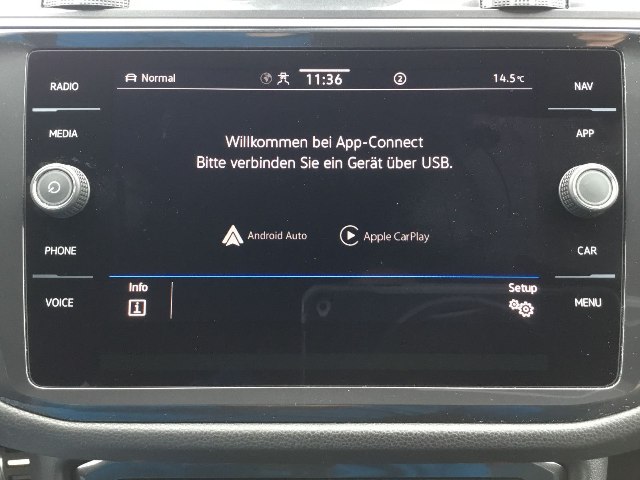 RADIO
MEDIA
PHONE
VOICE
Normal
11:36
2
14.5°C
Willkommen bei App-Connect
Bitte verbinden Sie ein Gerät über USB.
Android Auto
Apple CarPlay
Info
i
Setup
NAV
APP
CAR
MENU